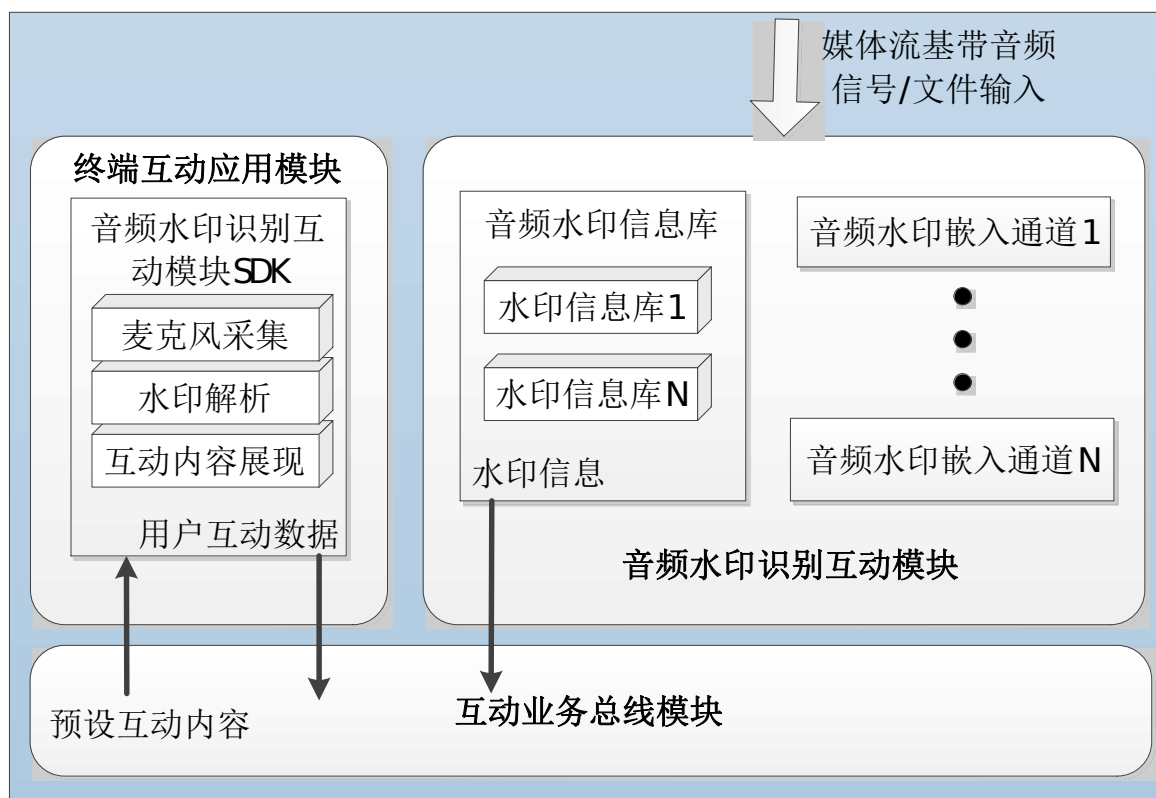 媒体流基带音频
信号/文件输入
终端互动应用模块
音频水印识别互
动模块SDK
麦克风采集
水印解析
互动内容展现
用户互动数据
音频水印信息库
水印信息库1
水印信息库N
水印信息
音频水印嵌入通道1
音频水印嵌入通道N
音频水印识别互动模块
预设互动内容
互动业务总线模块